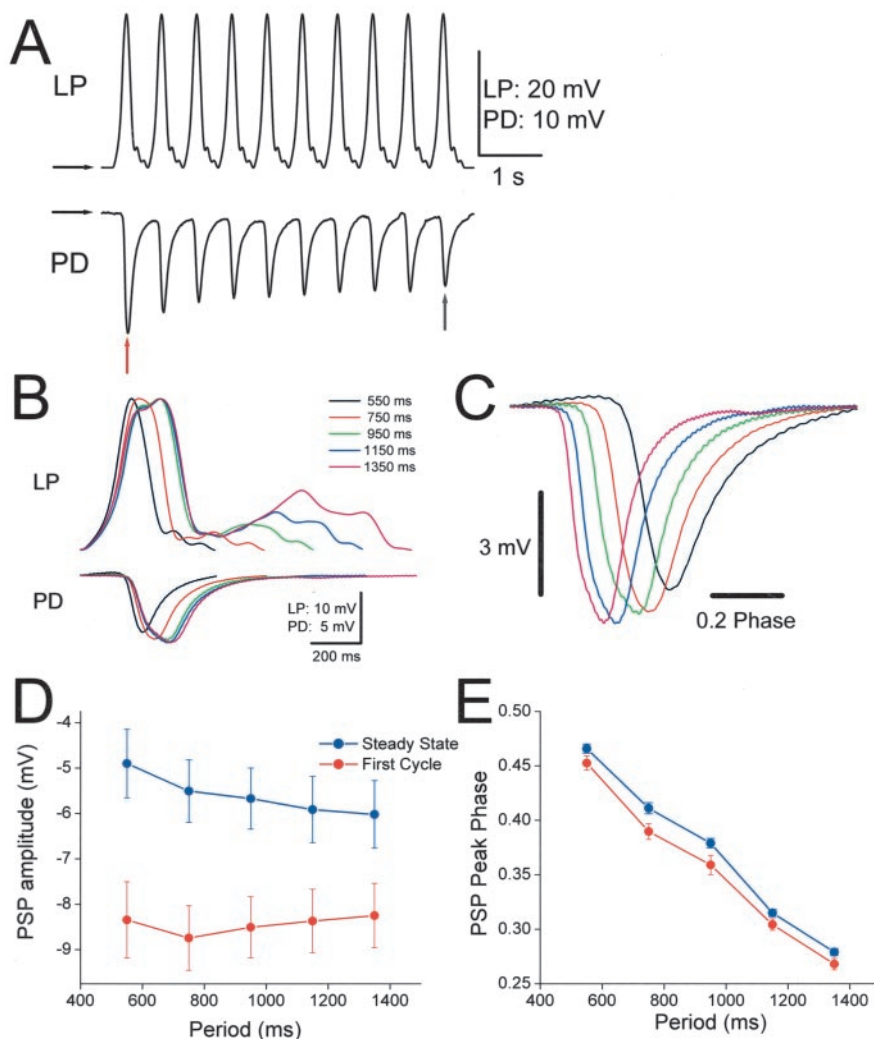 A
LP
LP: 20 mV
PD: 10 mV
1 s
PD
B
550 ms
750 ms
950 ms
1150 ms
1350 ms
LP
PD
LP: 10 mV
PD: 5 mV
200 ms
C
3 mV
0.2 Phase
D
-4
-5
-6
-7
-8
-9
PSP amplitude (mV)
Steady State
First Cycle
400 600 800 1000 1200 1400
Period (ms)
E
0.50
0.45
0.40
0.35
0.30
0.25
PSP Peak Phase
400 600 800 1000 1200 1400
Period (ms)